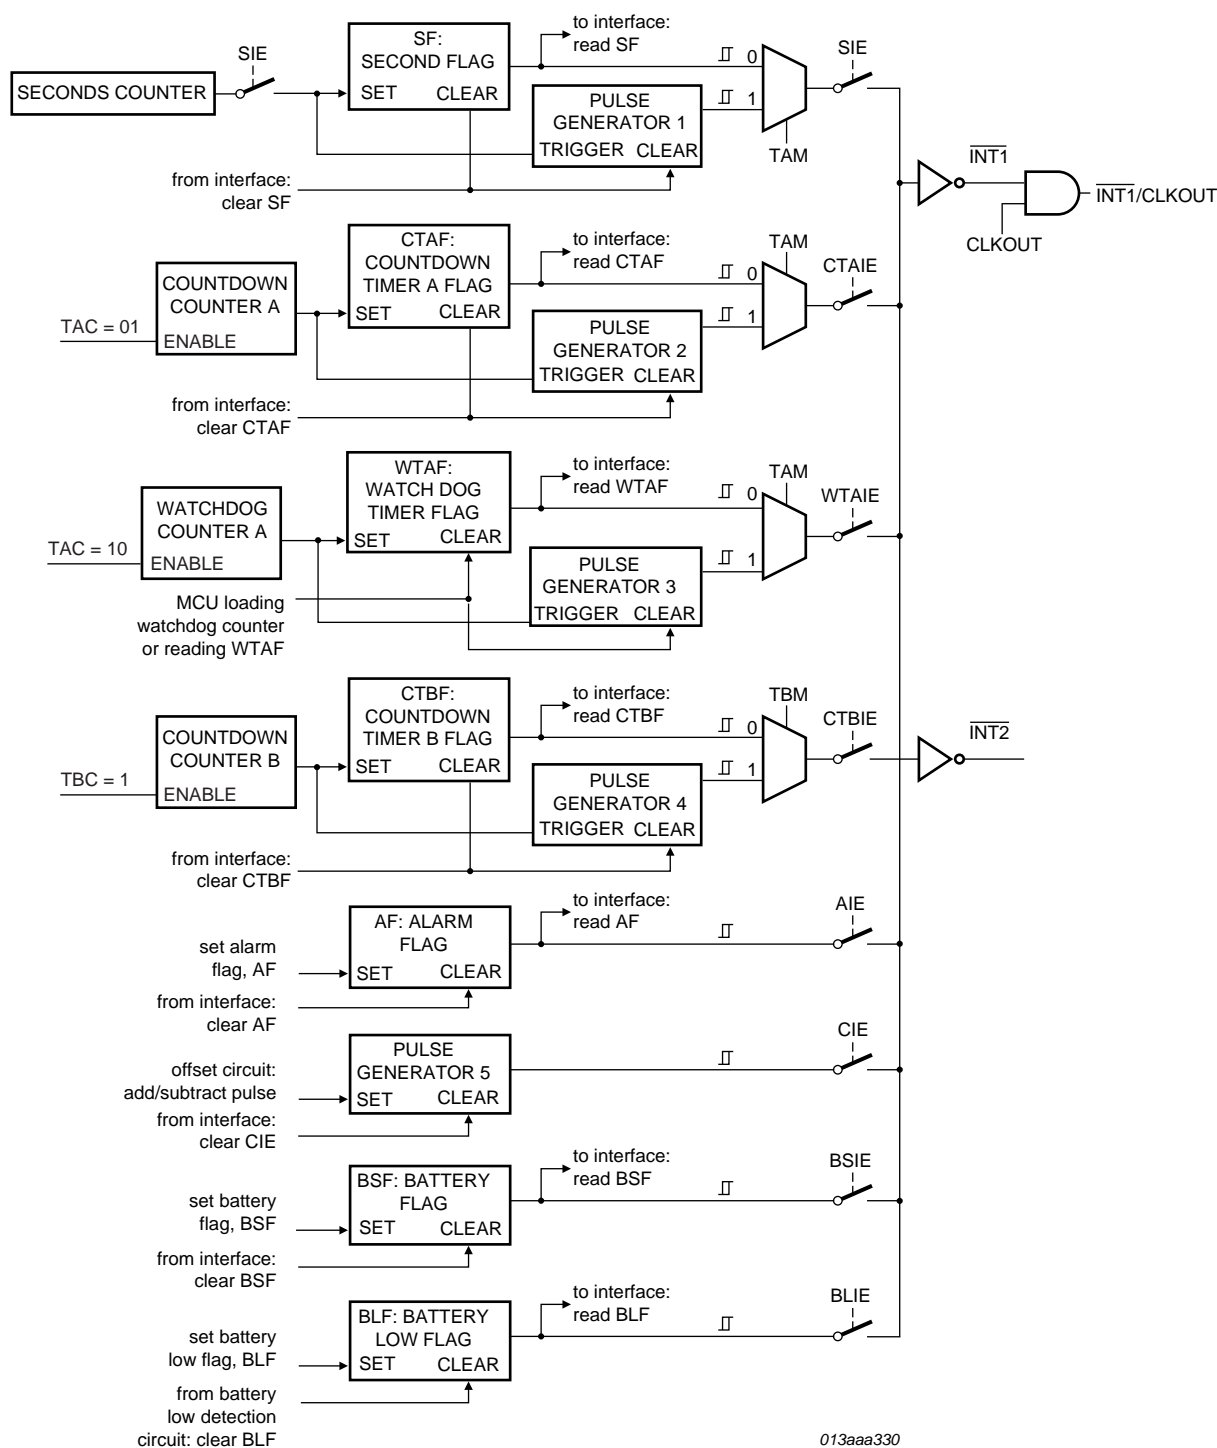 SECONDS COUNTER
SIE
SF:
SECOND FLAG
SET CLEAR
to interface:
read SF
PULSE
GENERATOR 1
TRIGGER CLEAR
from interface:
clear SF
0
1
TAM
SIE
INT1
INT1/CLKOUT
CLKOUT
TAC = 01
COUNTDOWN
COUNTER A
ENABLE
CTAF:
COUNTDOWN
TIMER A FLAG
SET CLEAR
to interface:
read CTAF
PULSE
GENERATOR 2
TRIGGER CLEAR
from interface:
clear CTAF
TAM
0
1
CTAIE
TAC = 10
WATCHDOG
COUNTER A
ENABLE
WTAF:
WATCH DOG
TIMER FLAG
SET CLEAR
to interface:
read WTAF
PULSE
GENERATOR 3
TRIGGER CLEAR
MCU loading
watchdog counter
or reading WTAF
TAM
0
1
WTAIE
TBC = 1
COUNTDOWN
COUNTER B
ENABLE
CTBF:
COUNTDOWN
TIMER B FLAG
SET CLEAR
to interface:
read CTBF
PULSE
GENERATOR 4
TRIGGER CLEAR
from interface:
clear CTBF
TBM
0
1
CTBIE
INT2
set alarm
flag, AF
AF: ALARM
FLAG
SET CLEAR
to interface:
read AF
from interface:
clear AF
AIE
offset circuit:
add/subtract pulse
PULSE
GENERATOR 5
SET CLEAR
from interface:
clear CIE
CIE
set battery
flag, BSF
BSF: BATTERY
FLAG
SET CLEAR
to interface:
read BSF
from interface:
clear BSF
BSIE
set battery
low flag, BLF
BLF: BATTERY
LOW FLAG
SET CLEAR
to interface:
read BLF
from battery
low detection
circuit: clear BLF
BLIE
013aaa330